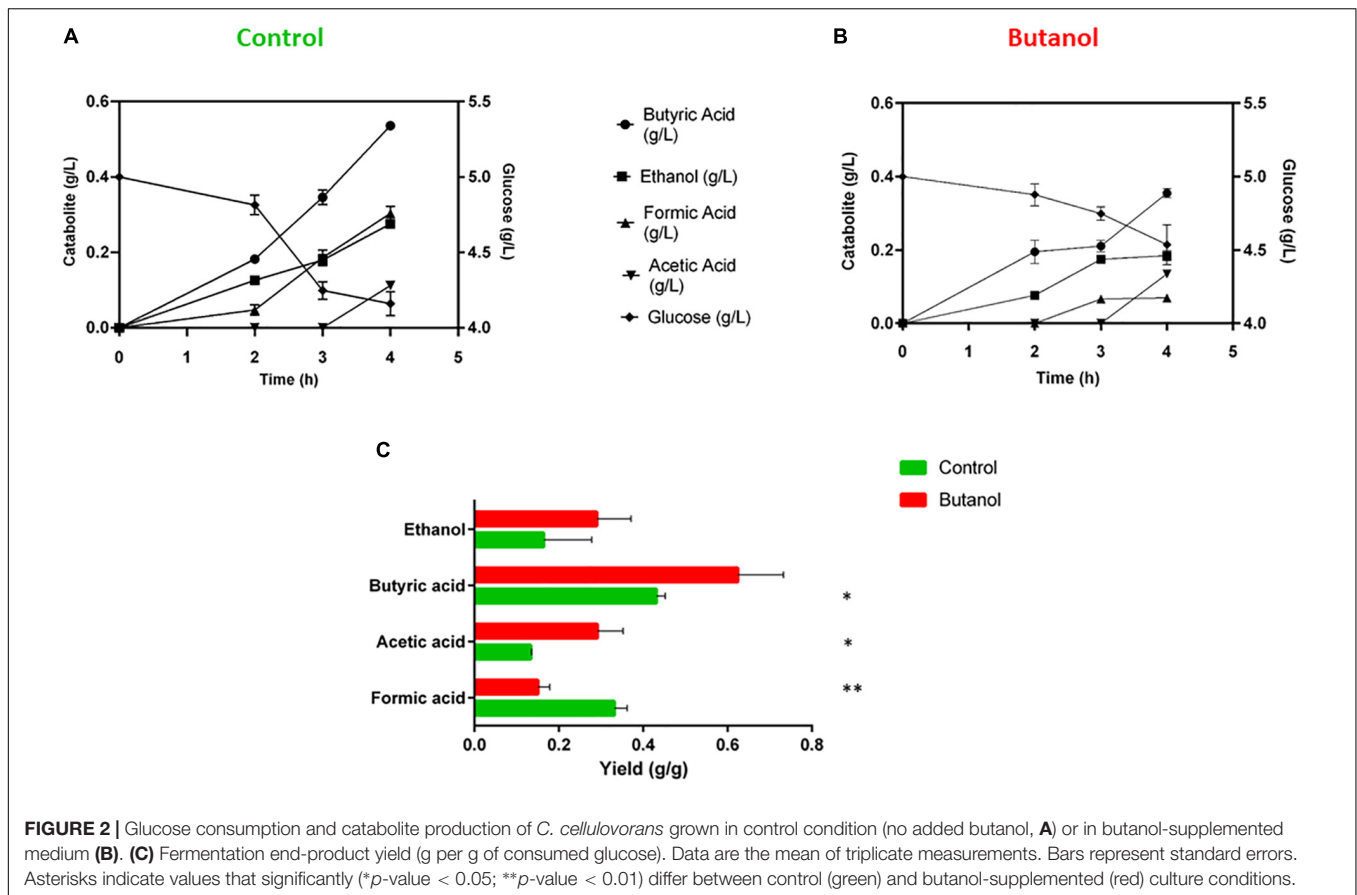 A
Control
B
Butanol
0.6
0.4
0.2
0.0
Catabolite (g/L)
5.5
5.0
4.5
4.0
Glucose (g/L)
0 1 2 3 4 5
Time (h)
Butyric Acid
(g/L)
Ethanol (g/L)
Formic Acid
(g/L)
Acetic Acid
(g/L)
Glucose (g/L)
0.6
0.4
0.2
0.0
Catabolite (g/L)
5.5
5.0
4.5
4.0
Glucose (g/L)
0 1 2 3 4 5
Time (h)
C
Control
Butanol
Ethanol
Butyric acid
*
Acetic acid
*
Formic acid
**
0.0 0.2 0.4 0.6 0.8
Yield (g/g)
FIGURE 2 | Glucose consumption and catabolite production of C. cellulovorans grown in control condition (no added butanol, A) or in butanol-supplemented
medium (B). (C) Fermentation end-product yield (g per g of consumed glucose). Data are the mean of triplicate measurements. Bars represent standard errors.
Asterisks indicate values that significantly (*p-value < 0.05; **p-value < 0.01) differ between control (green) and butanol-supplemented (red) culture conditions.